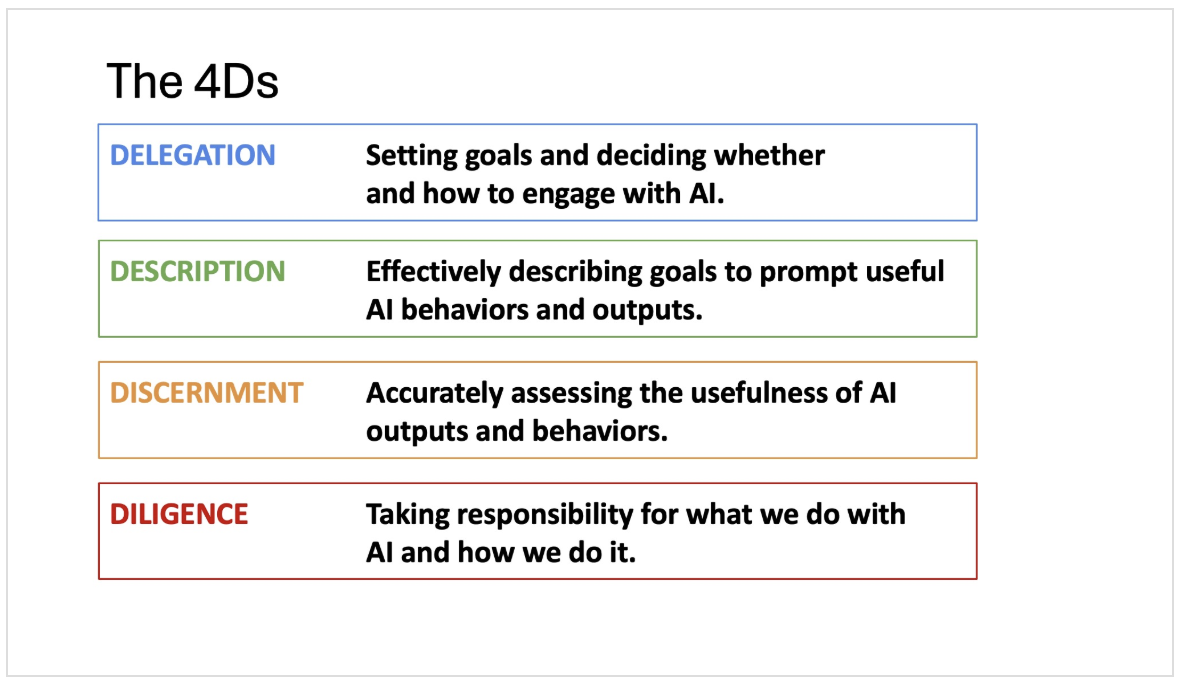 The 4Ds
DELEGATION
Setting goals and deciding whether
and how to engage with AI.
DESCRIPTION
Effectively describing goals to prompt useful
AI behaviors and outputs.
DISCERNMENT
Accurately assessing the usefulness of AI
outputs and behaviors.
DILIGENCE
Taking responsibility for what we do with
AI and how we do it.